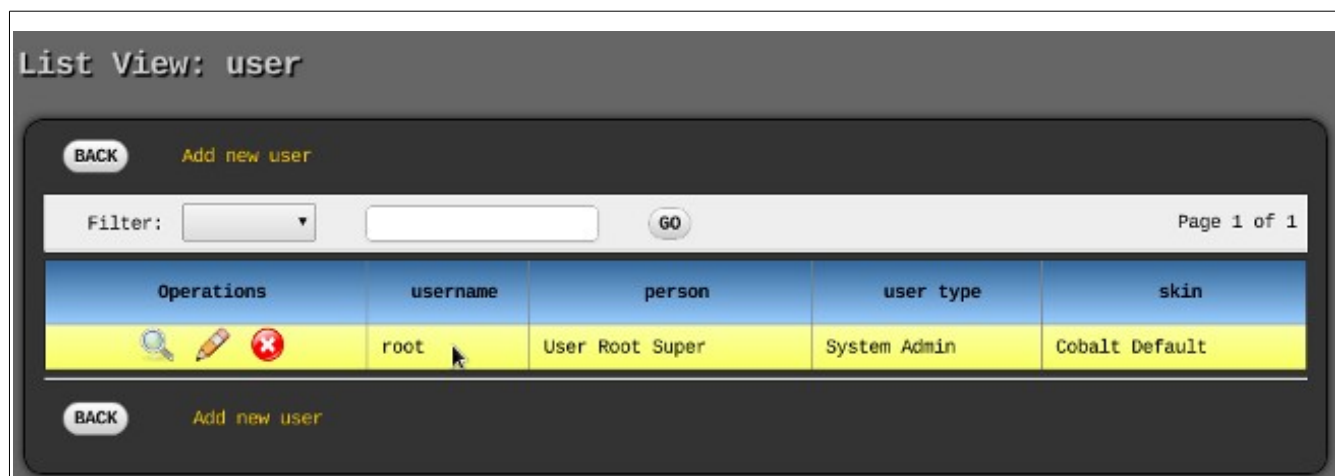 List View: user
BACK Add new user
Filter: GO Page 1 of 1
Operations username person user type skin
root User Root Super System Admin Cobalt Default
BACK Add new user